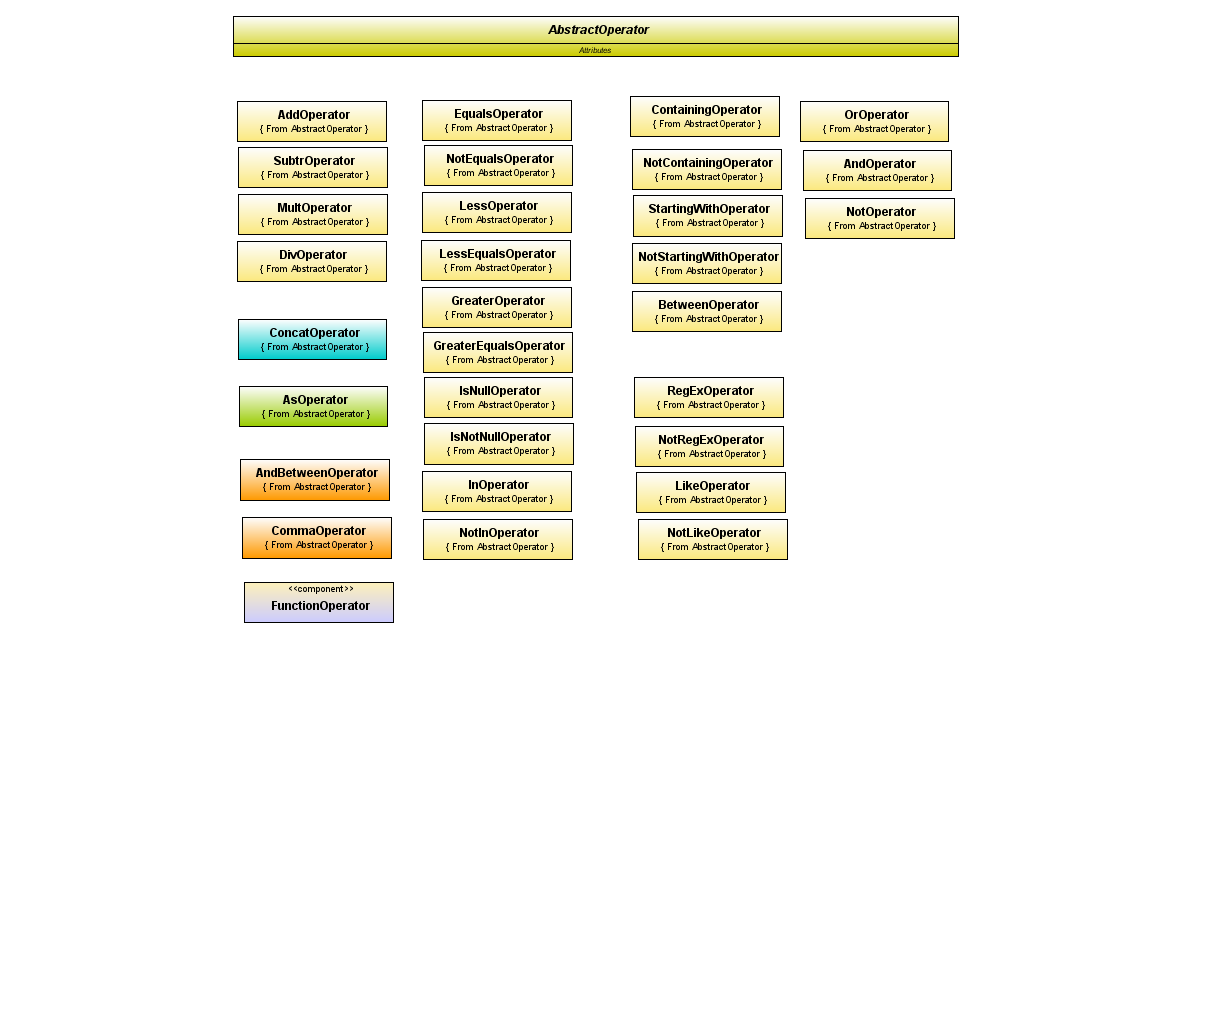 AbstractOperator
Attributes
AddOperator
{ From AbstractOperator }
SubtrOperator
{ From AbstractOperator }
MultOperator
{ From AbstractOperator }
DivOperator
{ From AbstractOperator }
ConcatOperator
{ From AbstractOperator }
AsOperator
{ From AbstractOperator }
AndBetweenOperator
{ From AbstractOperator }
CommaOperator
{ From AbstractOperator }
<<component>>
FunctionOperator
EqualsOperator
{ From AbstractOperator }
NotEqualsOperator
{ From AbstractOperator }
LessOperator
{ From AbstractOperator }
LessEqualsOperator
{ From AbstractOperator }
GreaterOperator
{ From AbstractOperator }
GreaterEqualsOperator
{ From AbstractOperator }
IsNullOperator
{ From AbstractOperator }
IsNotNullOperator
{ From AbstractOperator }
InOperator
{ From AbstractOperator }
NotInOperator
{ From AbstractOperator }
ContainingOperator
{ From AbstractOperator }
NotContainingOperator
{ From AbstractOperator }
StartingWithOperator
{ From AbstractOperator }
NotStartingWithOperator
{ From AbstractOperator }
BetweenOperator
{ From AbstractOperator }
RegExOperator
{ From AbstractOperator }
NotRegExOperator
{ From AbstractOperator }
LikeOperator
{ From AbstractOperator }
NotLikeOperator
{ From AbstractOperator }
OrOperator
{ From AbstractOperator }
AndOperator
{ From AbstractOperator }
NotOperator
{ From AbstractOperator }